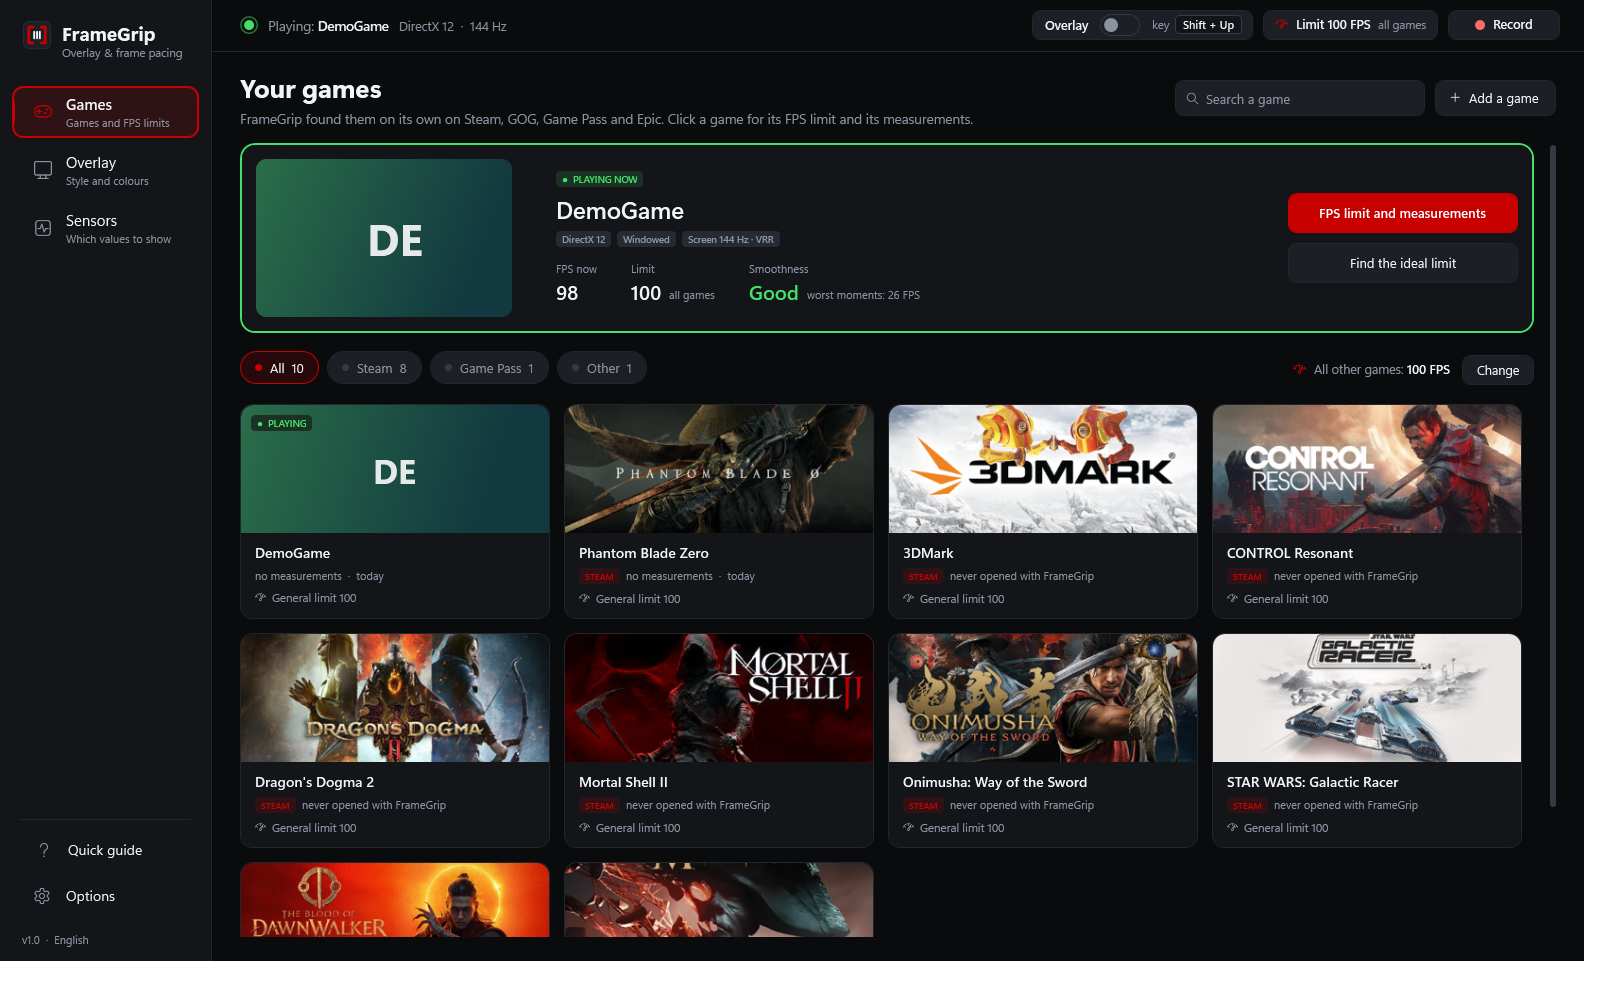 FrameGrip
Overlay & frame pacing
Games
Games and FPS limits
Overlay
Style and colours
Sensors
Which values to show
? Quick guide
Options
v1.0 · English
Playing: DemoGame DirectX 12 · 144 Hz
Overlay key Shift + Up
Limit 100 FPS all games
Record
Your games
FrameGrip found them on its own on Steam, GOG, Game Pass and Epic. Click a game for its FPS limit and its measurements.
Search a game
+ Add a game
DE
• PLAYING NOW
DemoGame
DirectX 12 Windowed Screen 144 Hz · VRR
FPS now Limit Smoothness
98 100 all games Good worst moments: 26 FPS
FPS limit and measurements
Find the ideal limit
All 10 Steam 8 Game Pass 1 Other 1
All other games: 100 FPS Change
• PLAYING
DE
DemoGame
no measurements · today
General limit 100
PHANTOM BLADE 0
Phantom Blade Zero
STEAM no measurements · today
General limit 100
3DMARK®
3DMark
STEAM never opened with FrameGrip
General limit 100
CONTROL
RESONANT
CONTROL Resonant
STEAM never opened with FrameGrip
General limit 100
DRAGON'S DOGMA
II
Dragon's Dogma 2
STEAM never opened with FrameGrip
General limit 100
MORTAL
SHELL II
Mortal Shell II
STEAM never opened with FrameGrip
General limit 100
鬼武者
ONIMUSHA
WAY OF THE SWORD
Onimusha: Way of the Sword
STEAM never opened with FrameGrip
General limit 100
STAR WARS
GALACTIC
RACER
STAR WARS: Galactic Racer
STEAM never opened with FrameGrip
General limit 100
THE BLOOD OF
DAWNWALKER